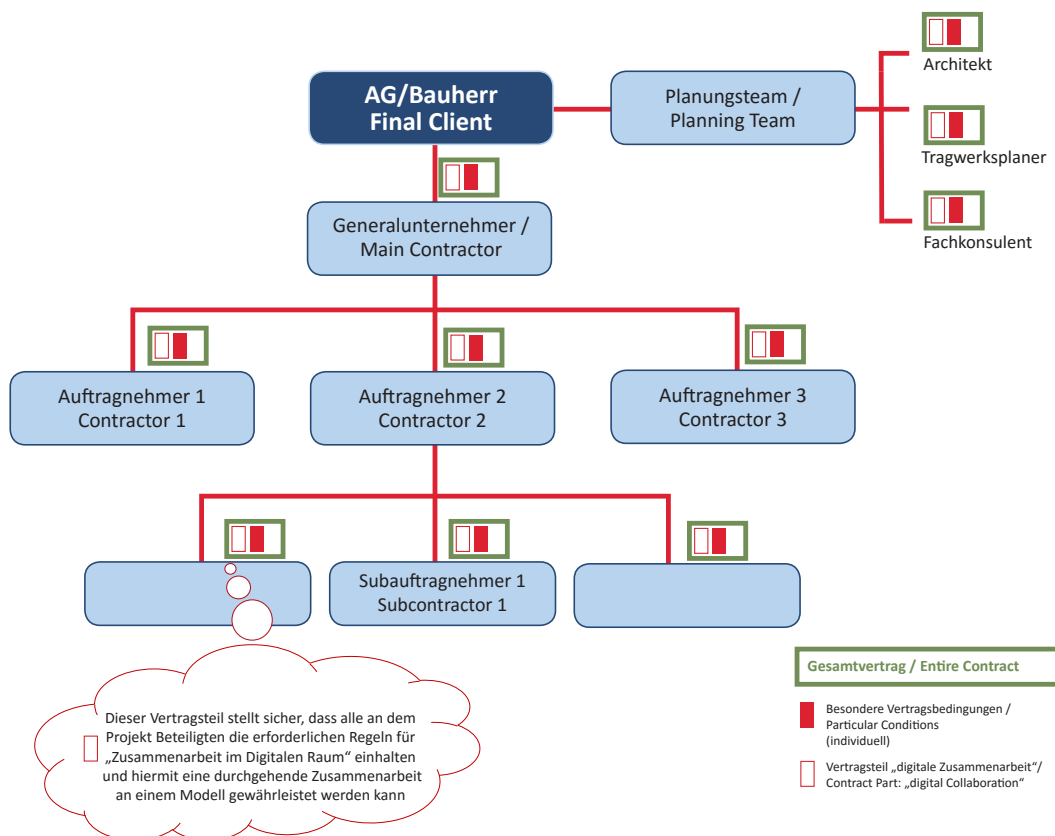 AG/Bauherr
Final Client
Planungsteam /
Planning Team
Architekt
Tragwerksplaner
Fachkonsulent
Generalunternehmer /
Main Contractor
Auftragnehmer 1
Contractor 1
Auftragnehmer 2
Contractor 2
Auftragnehmer 3
Contractor 3
Subauftragnehmer 1
Subcontractor 1
Dieser Vertragsteil stellt sicher, dass alle an dem
Projekt Beteiligten die erforderlichen Regeln für
„Zusammenarbeit im Digitalen Raum“ einhalten
und hiermit eine durchgehende Zusammenarbeit
an einem Modell gewährleistet werden kann
Gesamtvertrag / Entire Contract
Besondere Vertragsbedingungen /
Particular Conditions
(individuell)
Vertragsteil „digitale Zusammenarbeit“/
Contract Part: „digital Collaboration“